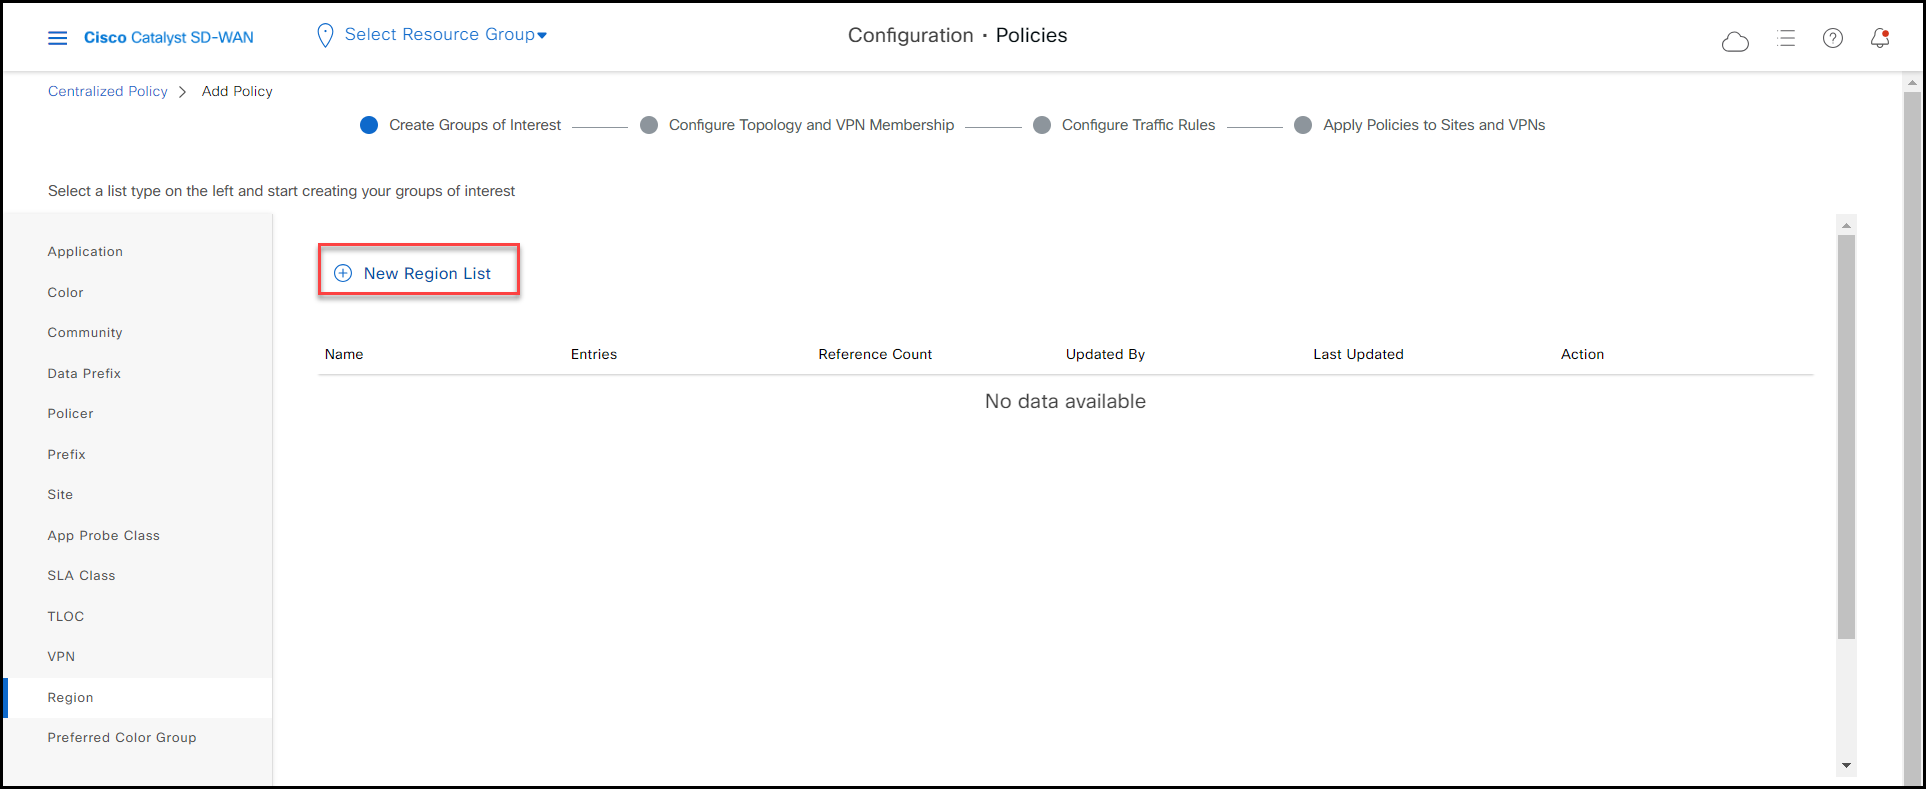 Cisco Catalyst SD-WAN
Select Resource Group
Configuration · Policies
Centralized Policy > Add Policy
Create Groups of Interest
Configure Topology and VPN Membership
Configure Traffic Rules
Apply Policies to Sites and VPNs
Select a list type on the left and start creating your groups of interest
Application
Color
Community
Data Prefix
Policer
Prefix
Site
App Probe Class
SLA Class
TLOC
VPN
Region
Preferred Color Group
New Region List
Name Entries Reference Count Updated By Last Updated Action
No data available